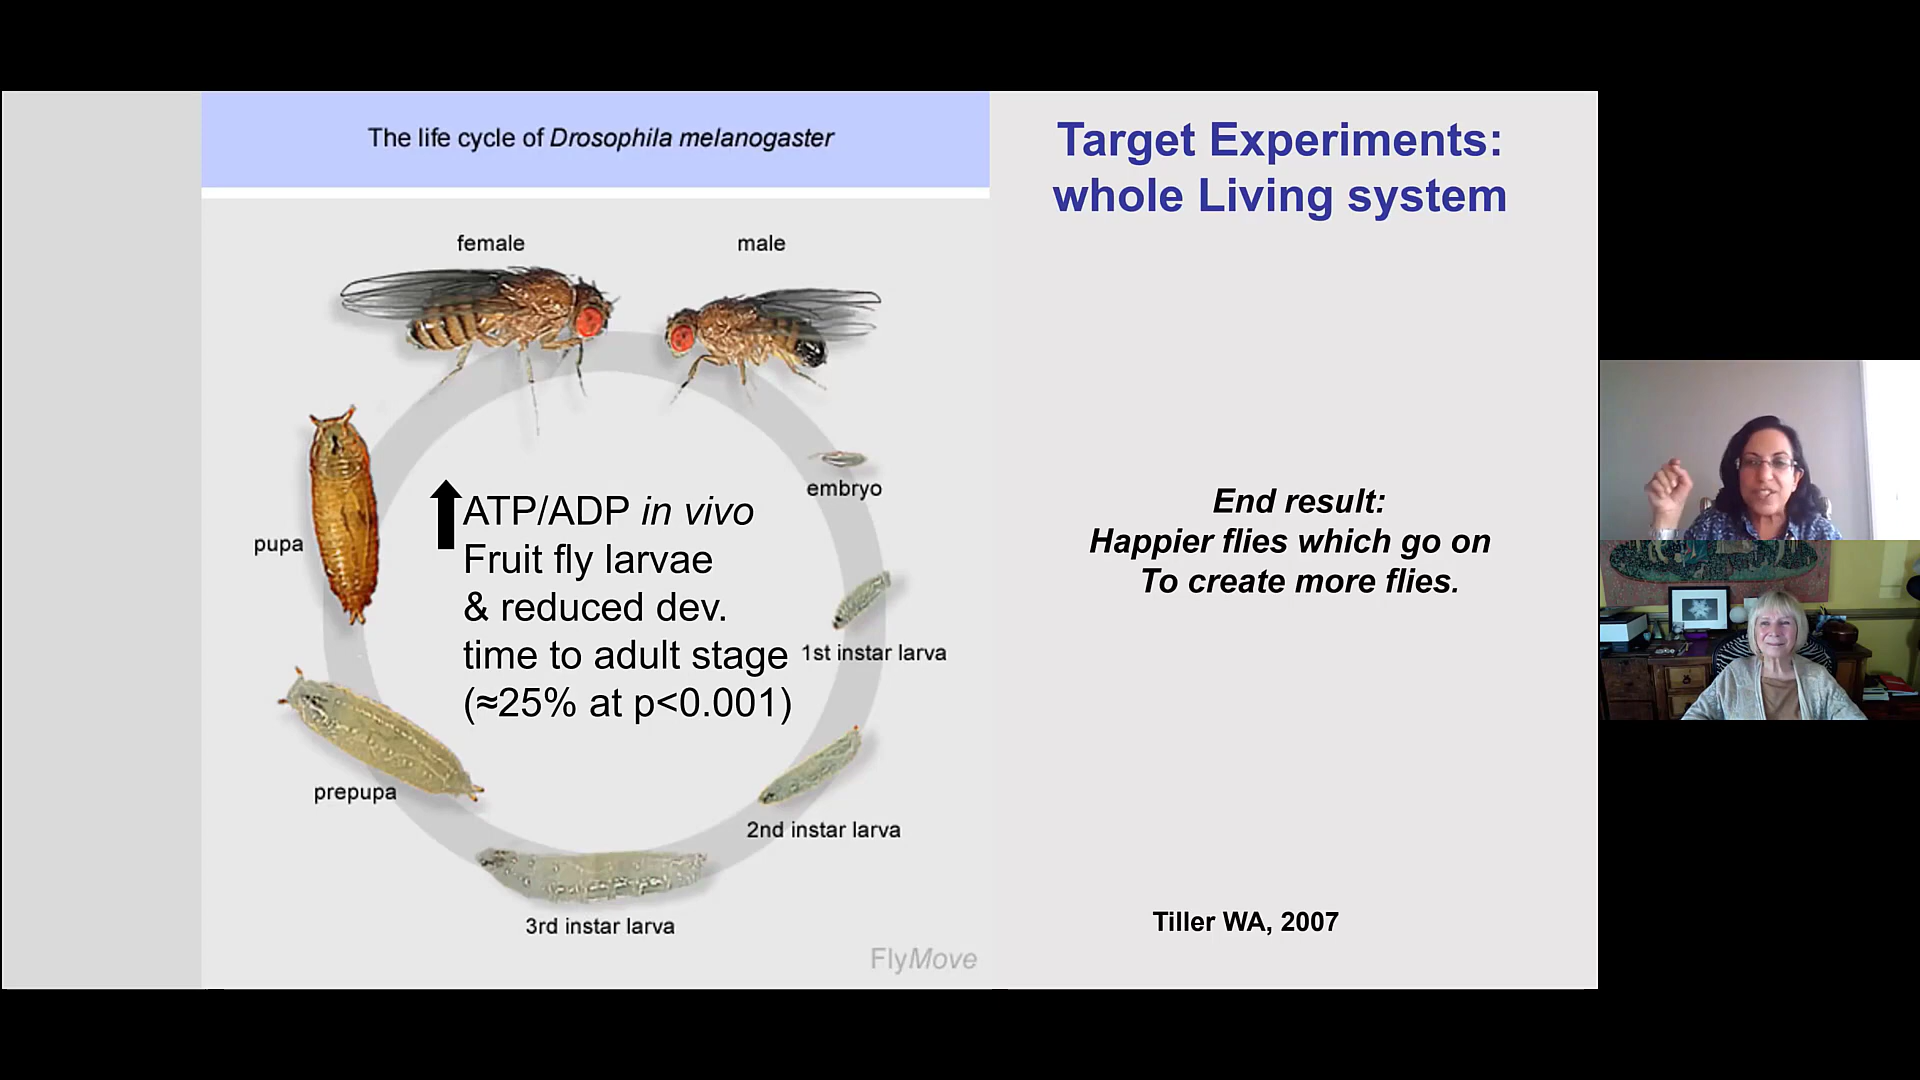 The life cycle of Drosophila melanogaster
female
male
embryo
pupa
ATP/ADP in vivo
Fruit fly larvae
& reduced dev.
time to adult stage
(≈25% at p<0.001)
1st instar larva
prepupa
2nd instar larva
3rd instar larva
FlyMove
Target Experiments:
whole Living system
End result:
Happier flies which go on
To create more flies.
Tiller WA, 2007